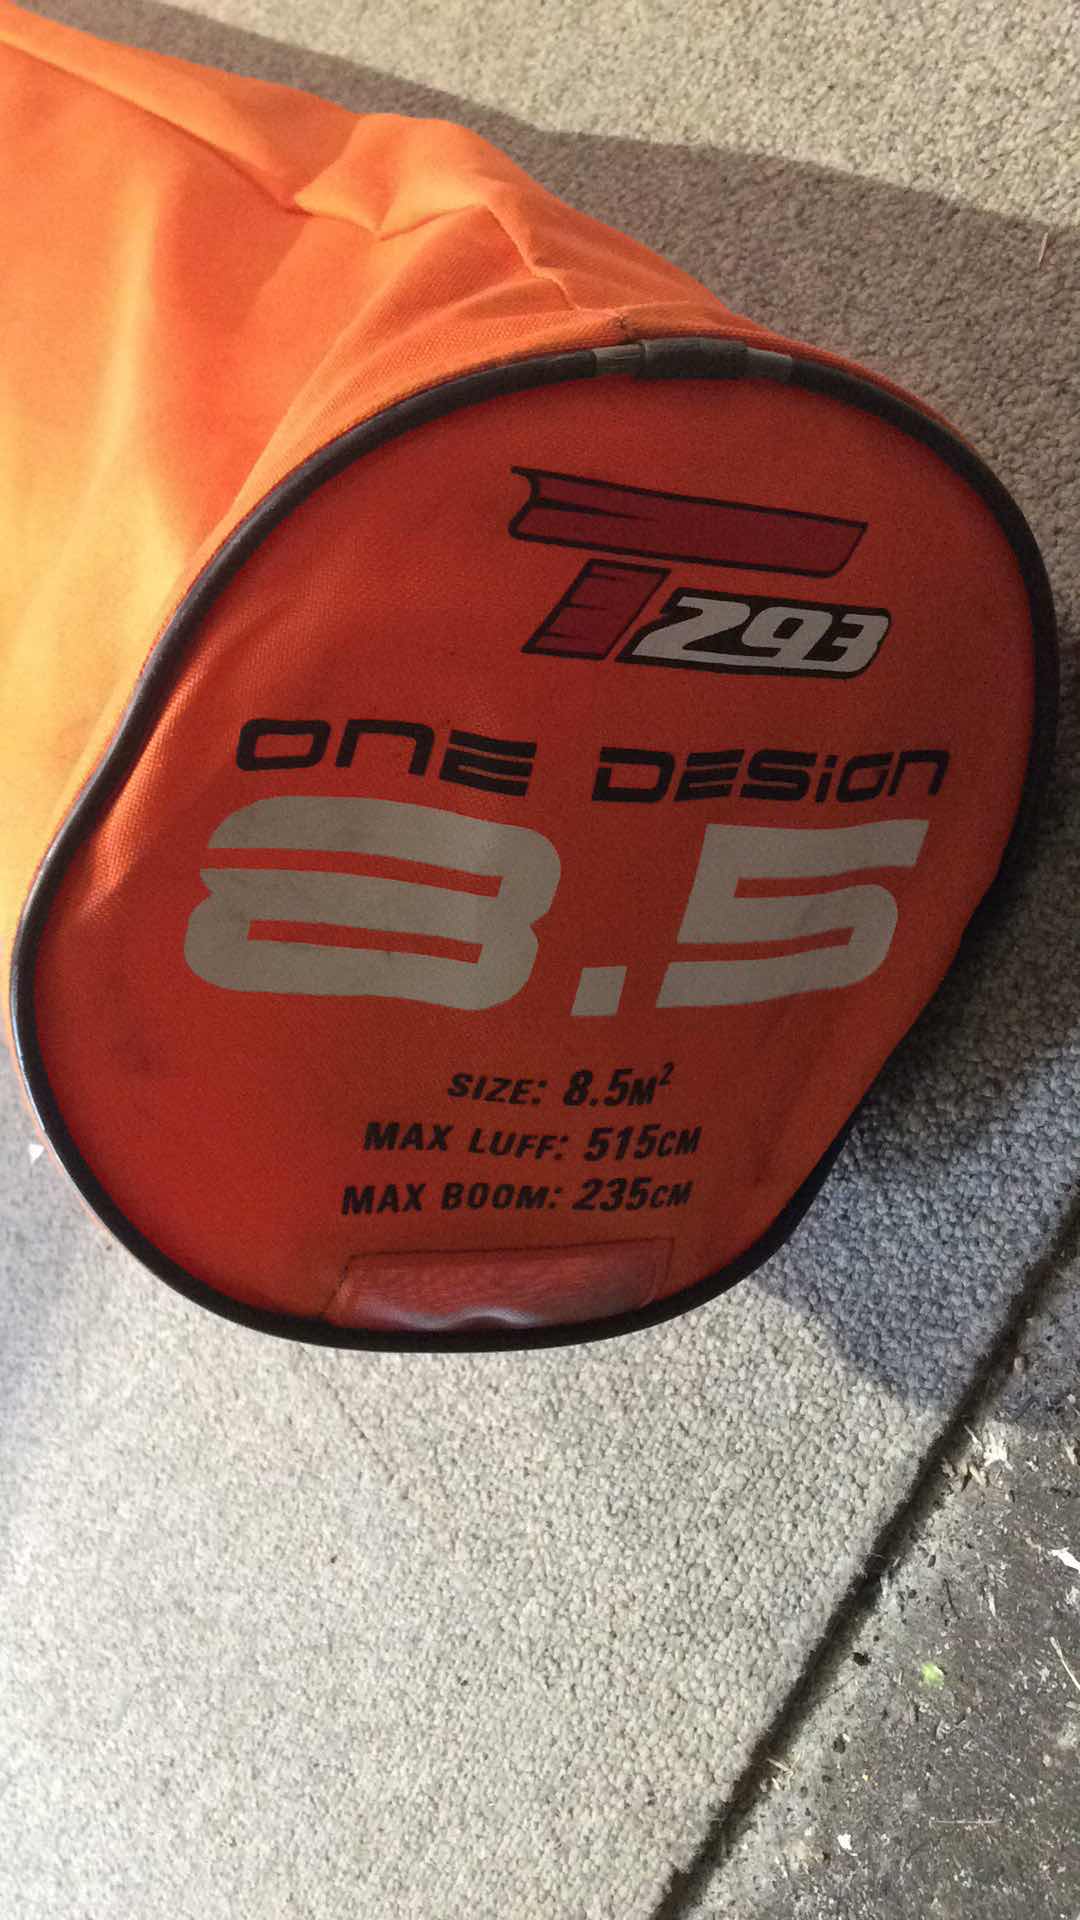 T293
ONE DESIGN
8.5
SIZE: 8.5M²
MAX LUFF: 515CM
MAX BOOM: 235CM